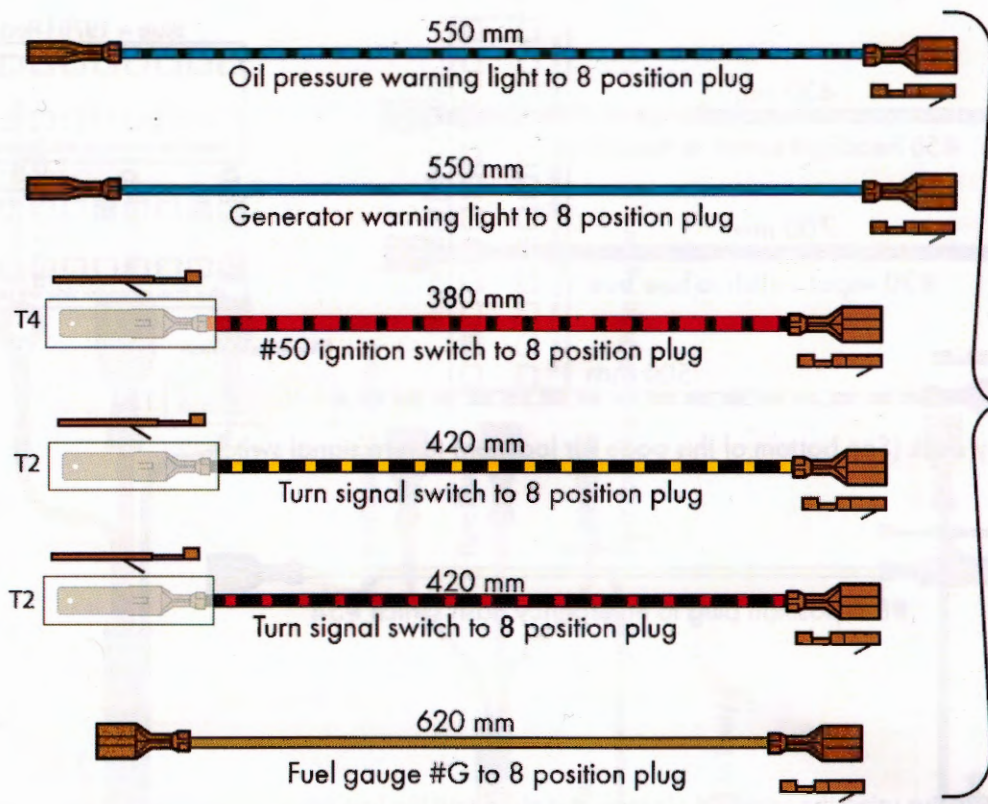 550 mm
Oil pressure warning light to 8 position plug
550 mm
Generator warning light to 8 position plug
T4
380 mm
#50 ignition switch to 8 position plug
T2
420 mm
Turn signal switch to 8 position plug
T2
420 mm
Turn signal switch to 8 position plug
620 mm
Fuel gauge #G to 8 position plug